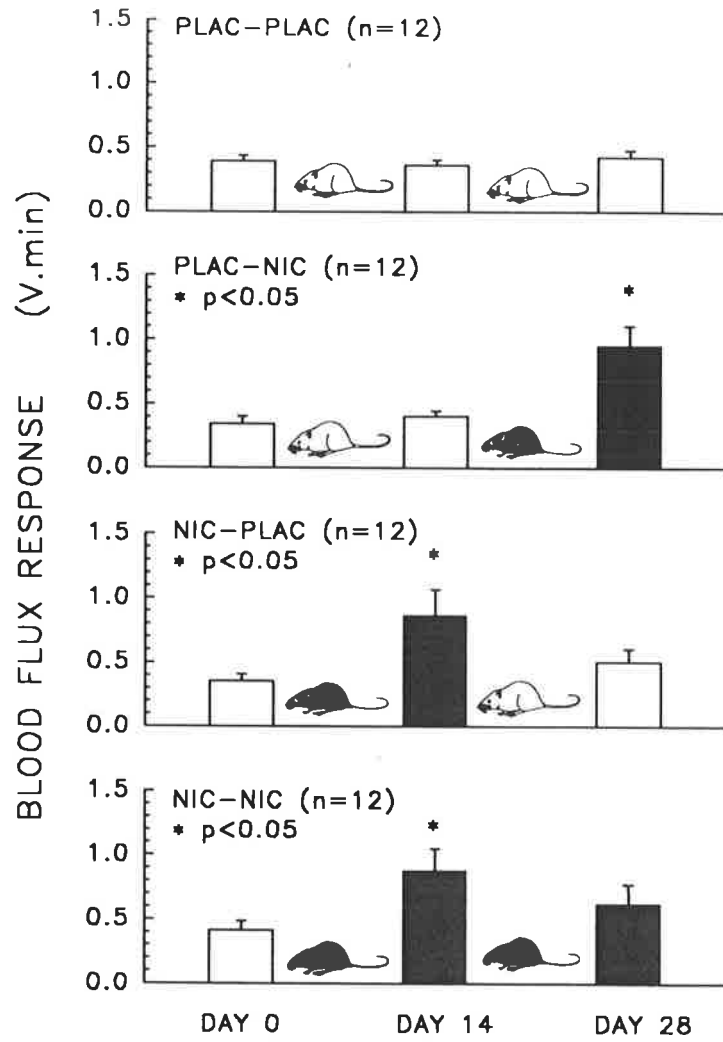 BLOOD FLUX RESPONSE (V.min)
PLAC-PLAC (n=12)
1.5
1.0
0.5
0.0
PLAC-NIC (n=12)
* p<0.05
*
1.5
1.0
0.5
0.0
NIC-PLAC (n=12)
* p<0.05
*
1.5
1.0
0.5
0.0
NIC-NIC (n=12)
* p<0.05
*
1.5
1.0
0.5
0.0
DAY 0 DAY 14 DAY 28